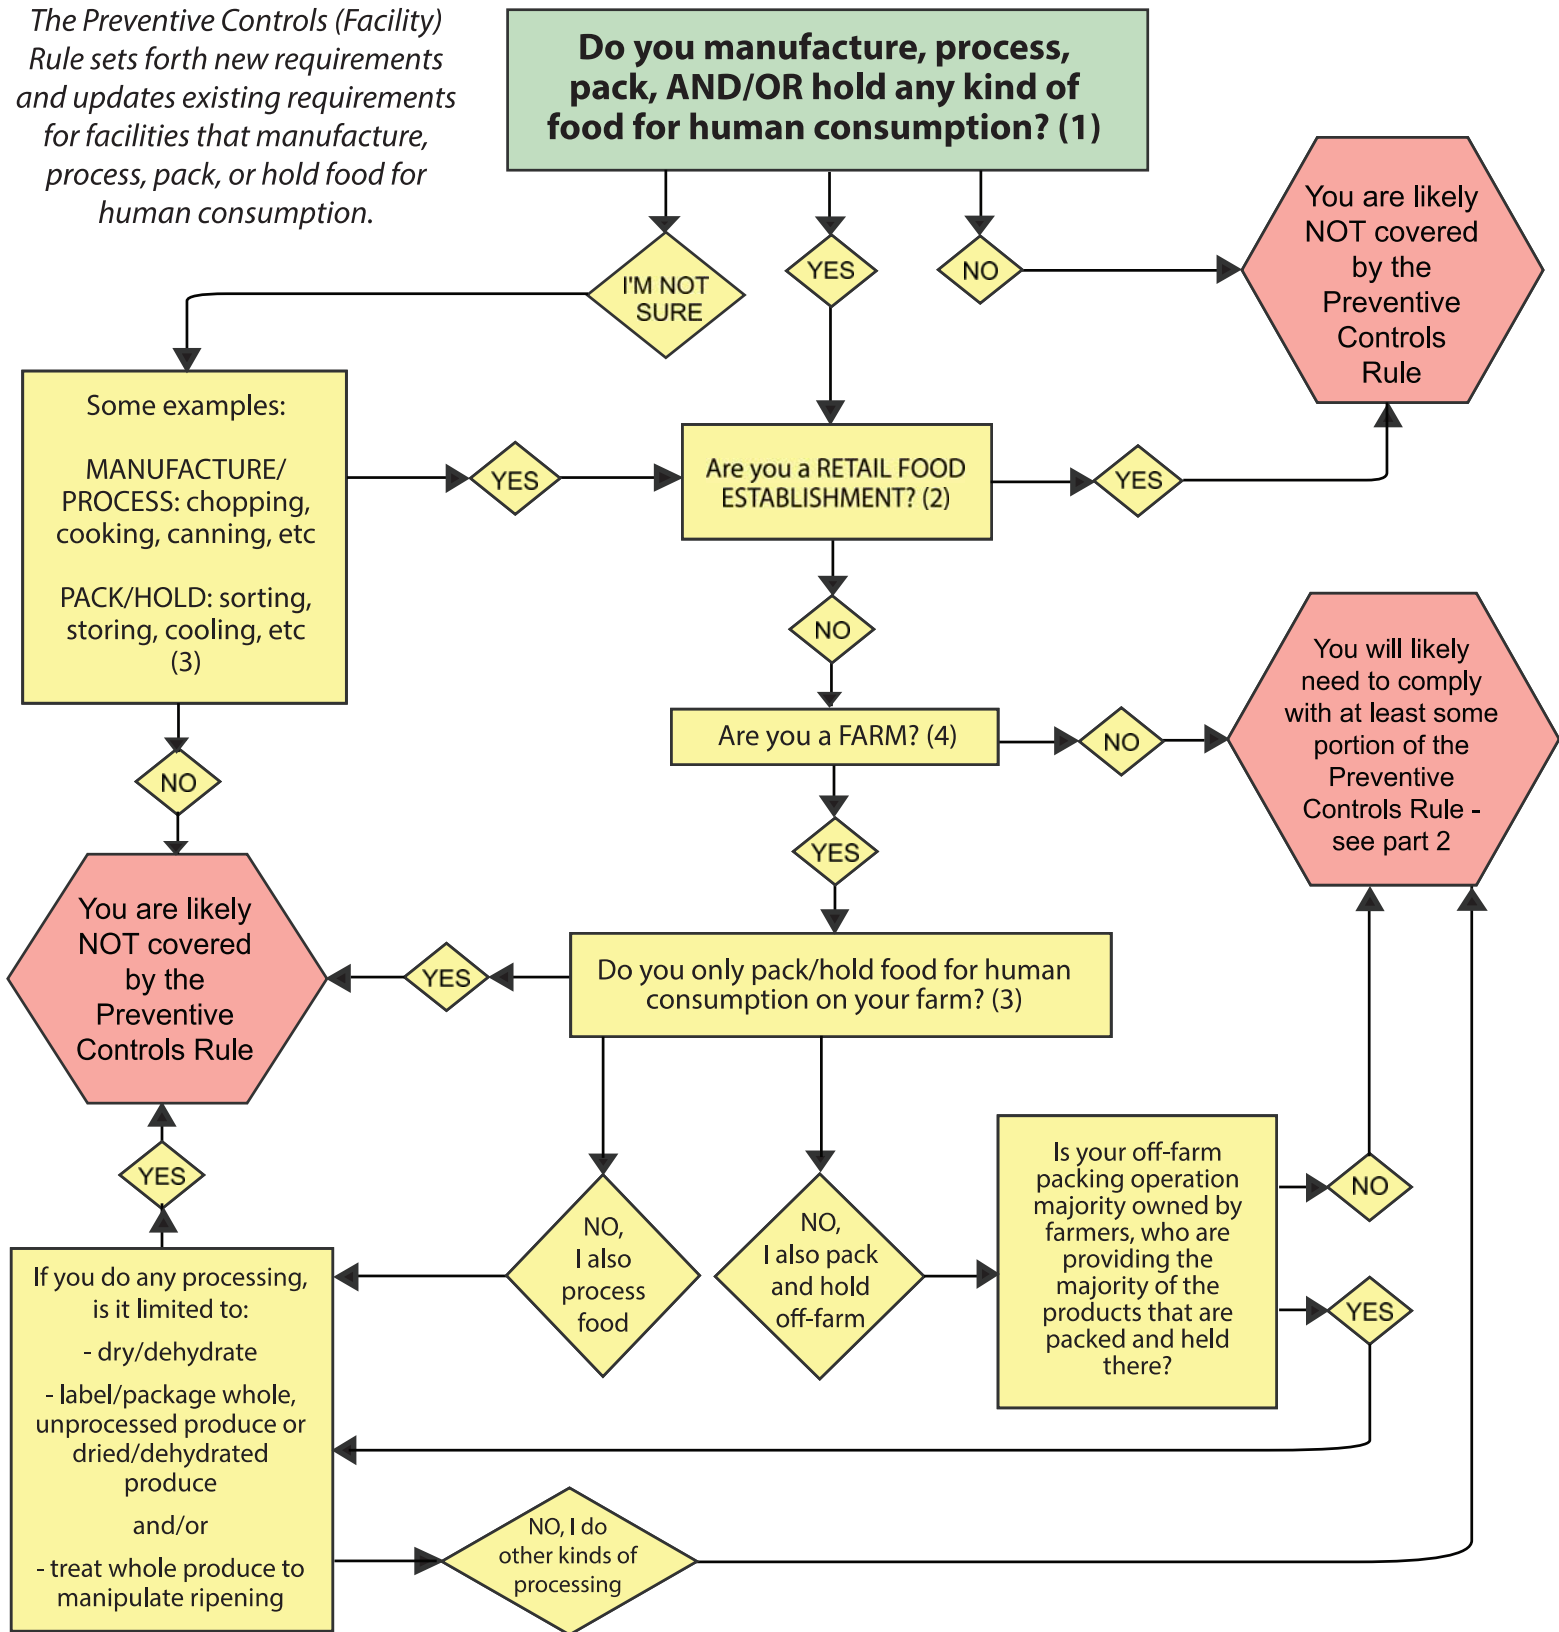 The Preventive Controls (Facility)
Rule sets forth new requirements
and updates existing requirements
for facilities that manufacture,
process, pack, or hold food for
human consumption.
Do you manufacture, process,
pack, AND/OR hold any kind of
food for human consumption? (1)
I'M NOT
SURE
YES
NO
You are likely
NOT covered
by the
Preventive
Controls
Rule
Some examples:
MANUFACTURE/
PROCESS: chopping,
cooking, canning, etc
PACK/HOLD: sorting,
storing, cooling, etc
(3)
YES
Are you a RETAIL FOOD
ESTABLISHMENT? (2)
YES
NO
NO
Are you a FARM? (4)
NO
You will likely
need to comply
with at least some
portion of the
Preventive
Controls Rule -
see part 2
YES
You are likely
NOT covered
by the
Preventive
Controls Rule
YES
Do you only pack/hold food for human
consumption on your farm? (3)
NO,
I also
process
food
NO,
I also pack
and hold
off-farm
Is your off-farm
packing operation
majority owned by
farmers, who are
providing the
majority of the
products that are
packed and held
there?
NO
YES
YES
If you do any processing,
is it limited to:
- dry/dehydrate
- label/package whole,
unprocessed produce or
dried/dehydrated
produce
and/or
- treat whole produce to
manipulate ripening
NO, I do
other kinds of
processing